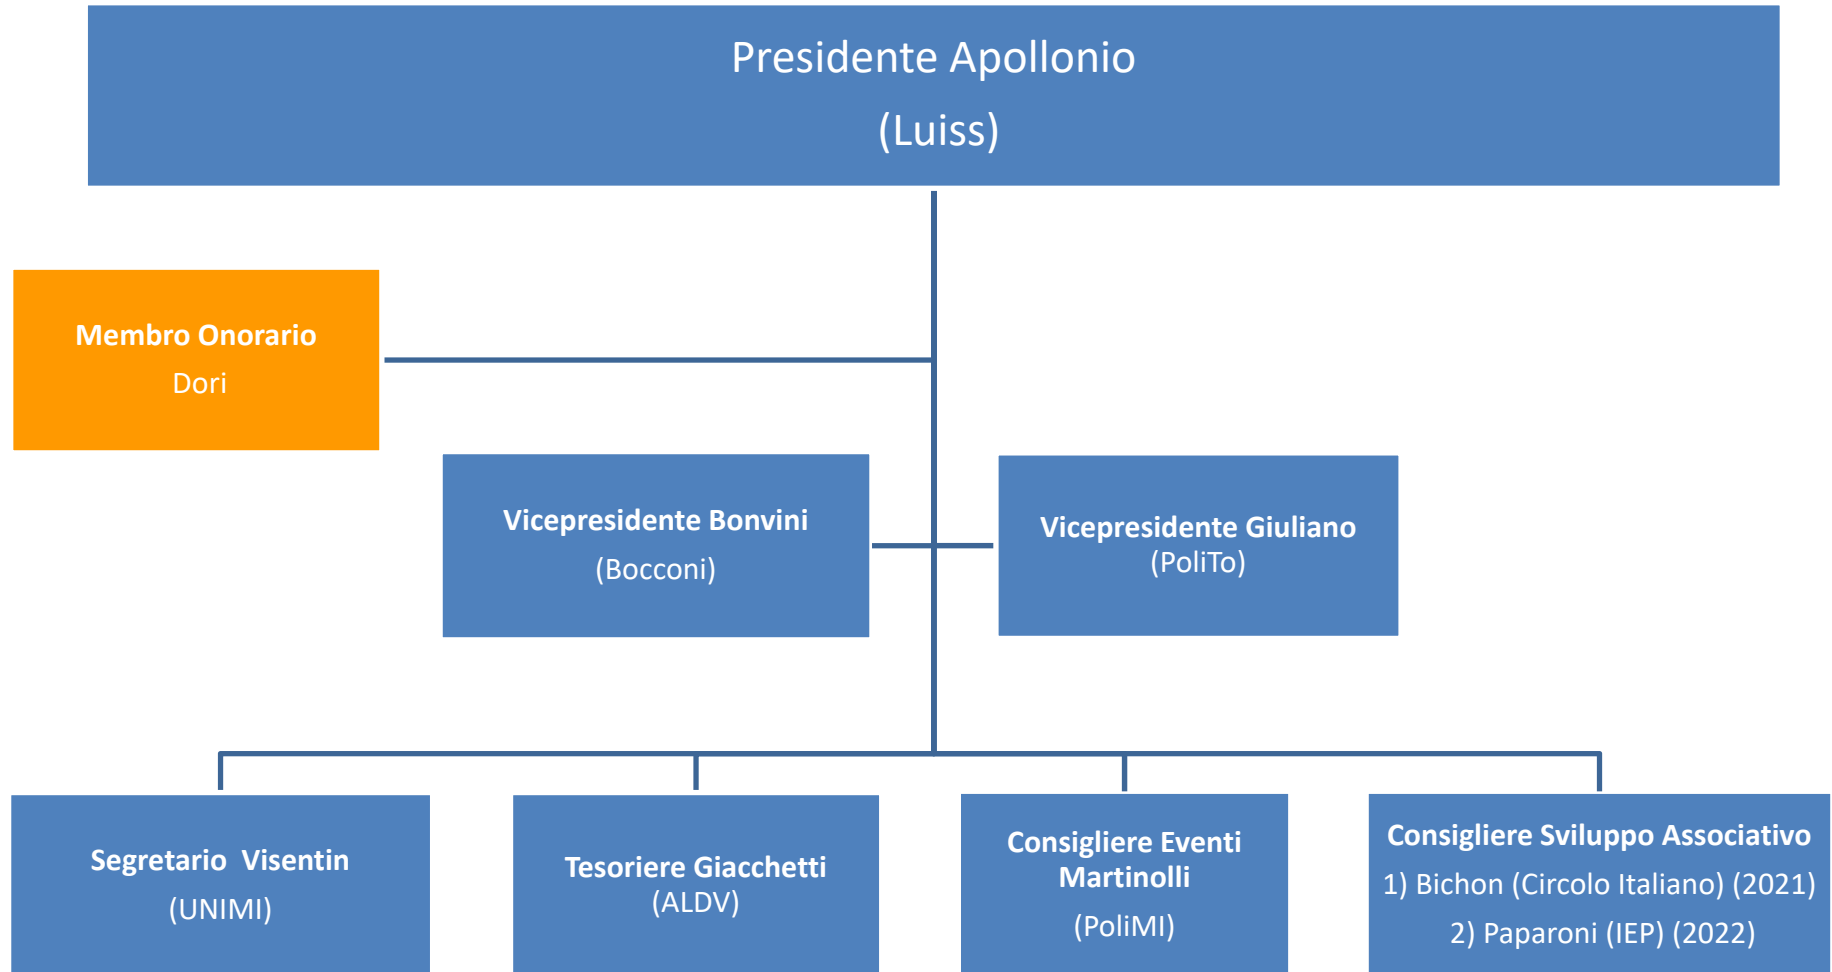 Presidente Apollonio
(Luiss)
Membro Onorario
Dori
Vicepresidente Bonvini
(Bocconi)
Vicepresidente Giuliano
(PoliTo)
Segretario  Visentin
(UNIMI)
Tesoriere Giacchetti
(ALDV)
Consigliere Eventi
Martinolli
(PoliMI)
Consigliere Sviluppo Associativo
1) Bichon (Circolo Italiano) (2021)
2) Paparoni (IEP) (2022)